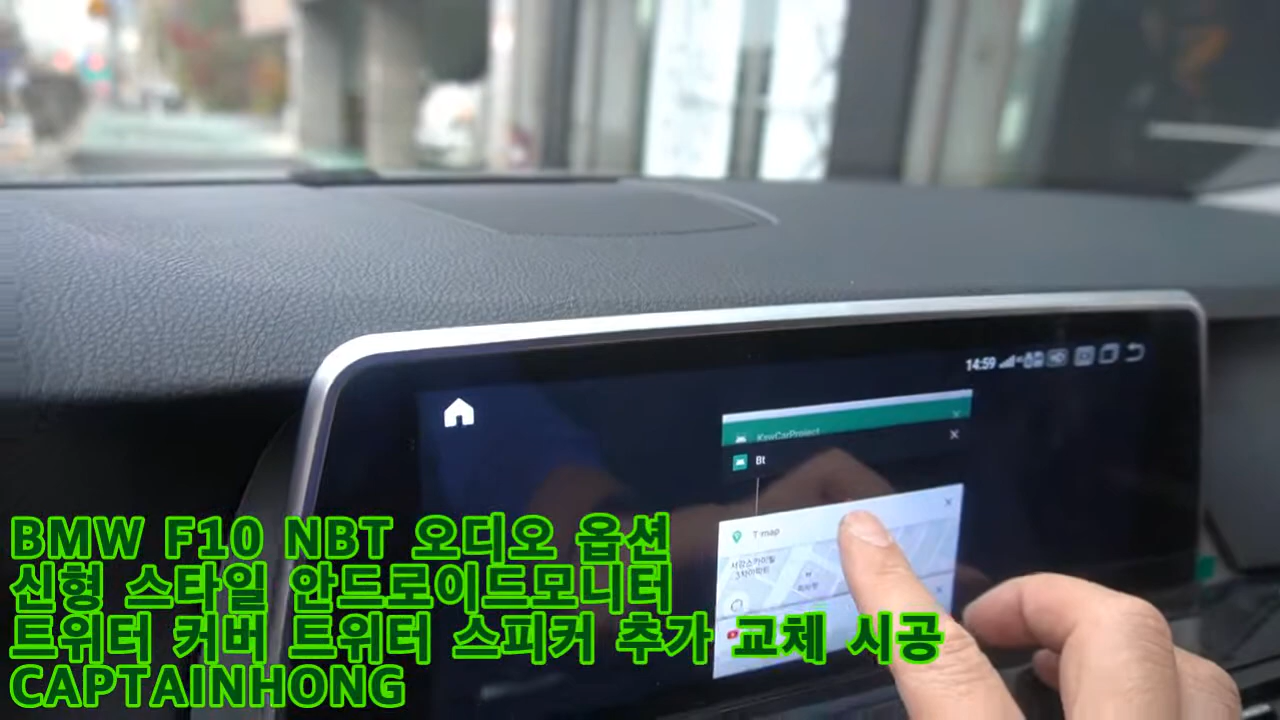 14:59
KswCarProject
Bt
T map
BMW F10 NBT 오디오 옵션
신형 스타일 안드로이드모니터
트위터 커버 트위터 스피커 추가 교체 시공
CAPTAINHONG